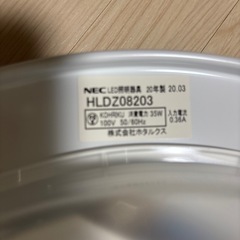 NEC LED照明器具 20年製 20.03
HLDZ08203
KOHRIKU 消費電力 35W 入力電流
100V 50/60Hz 0.36A
株式会社ホタルクス